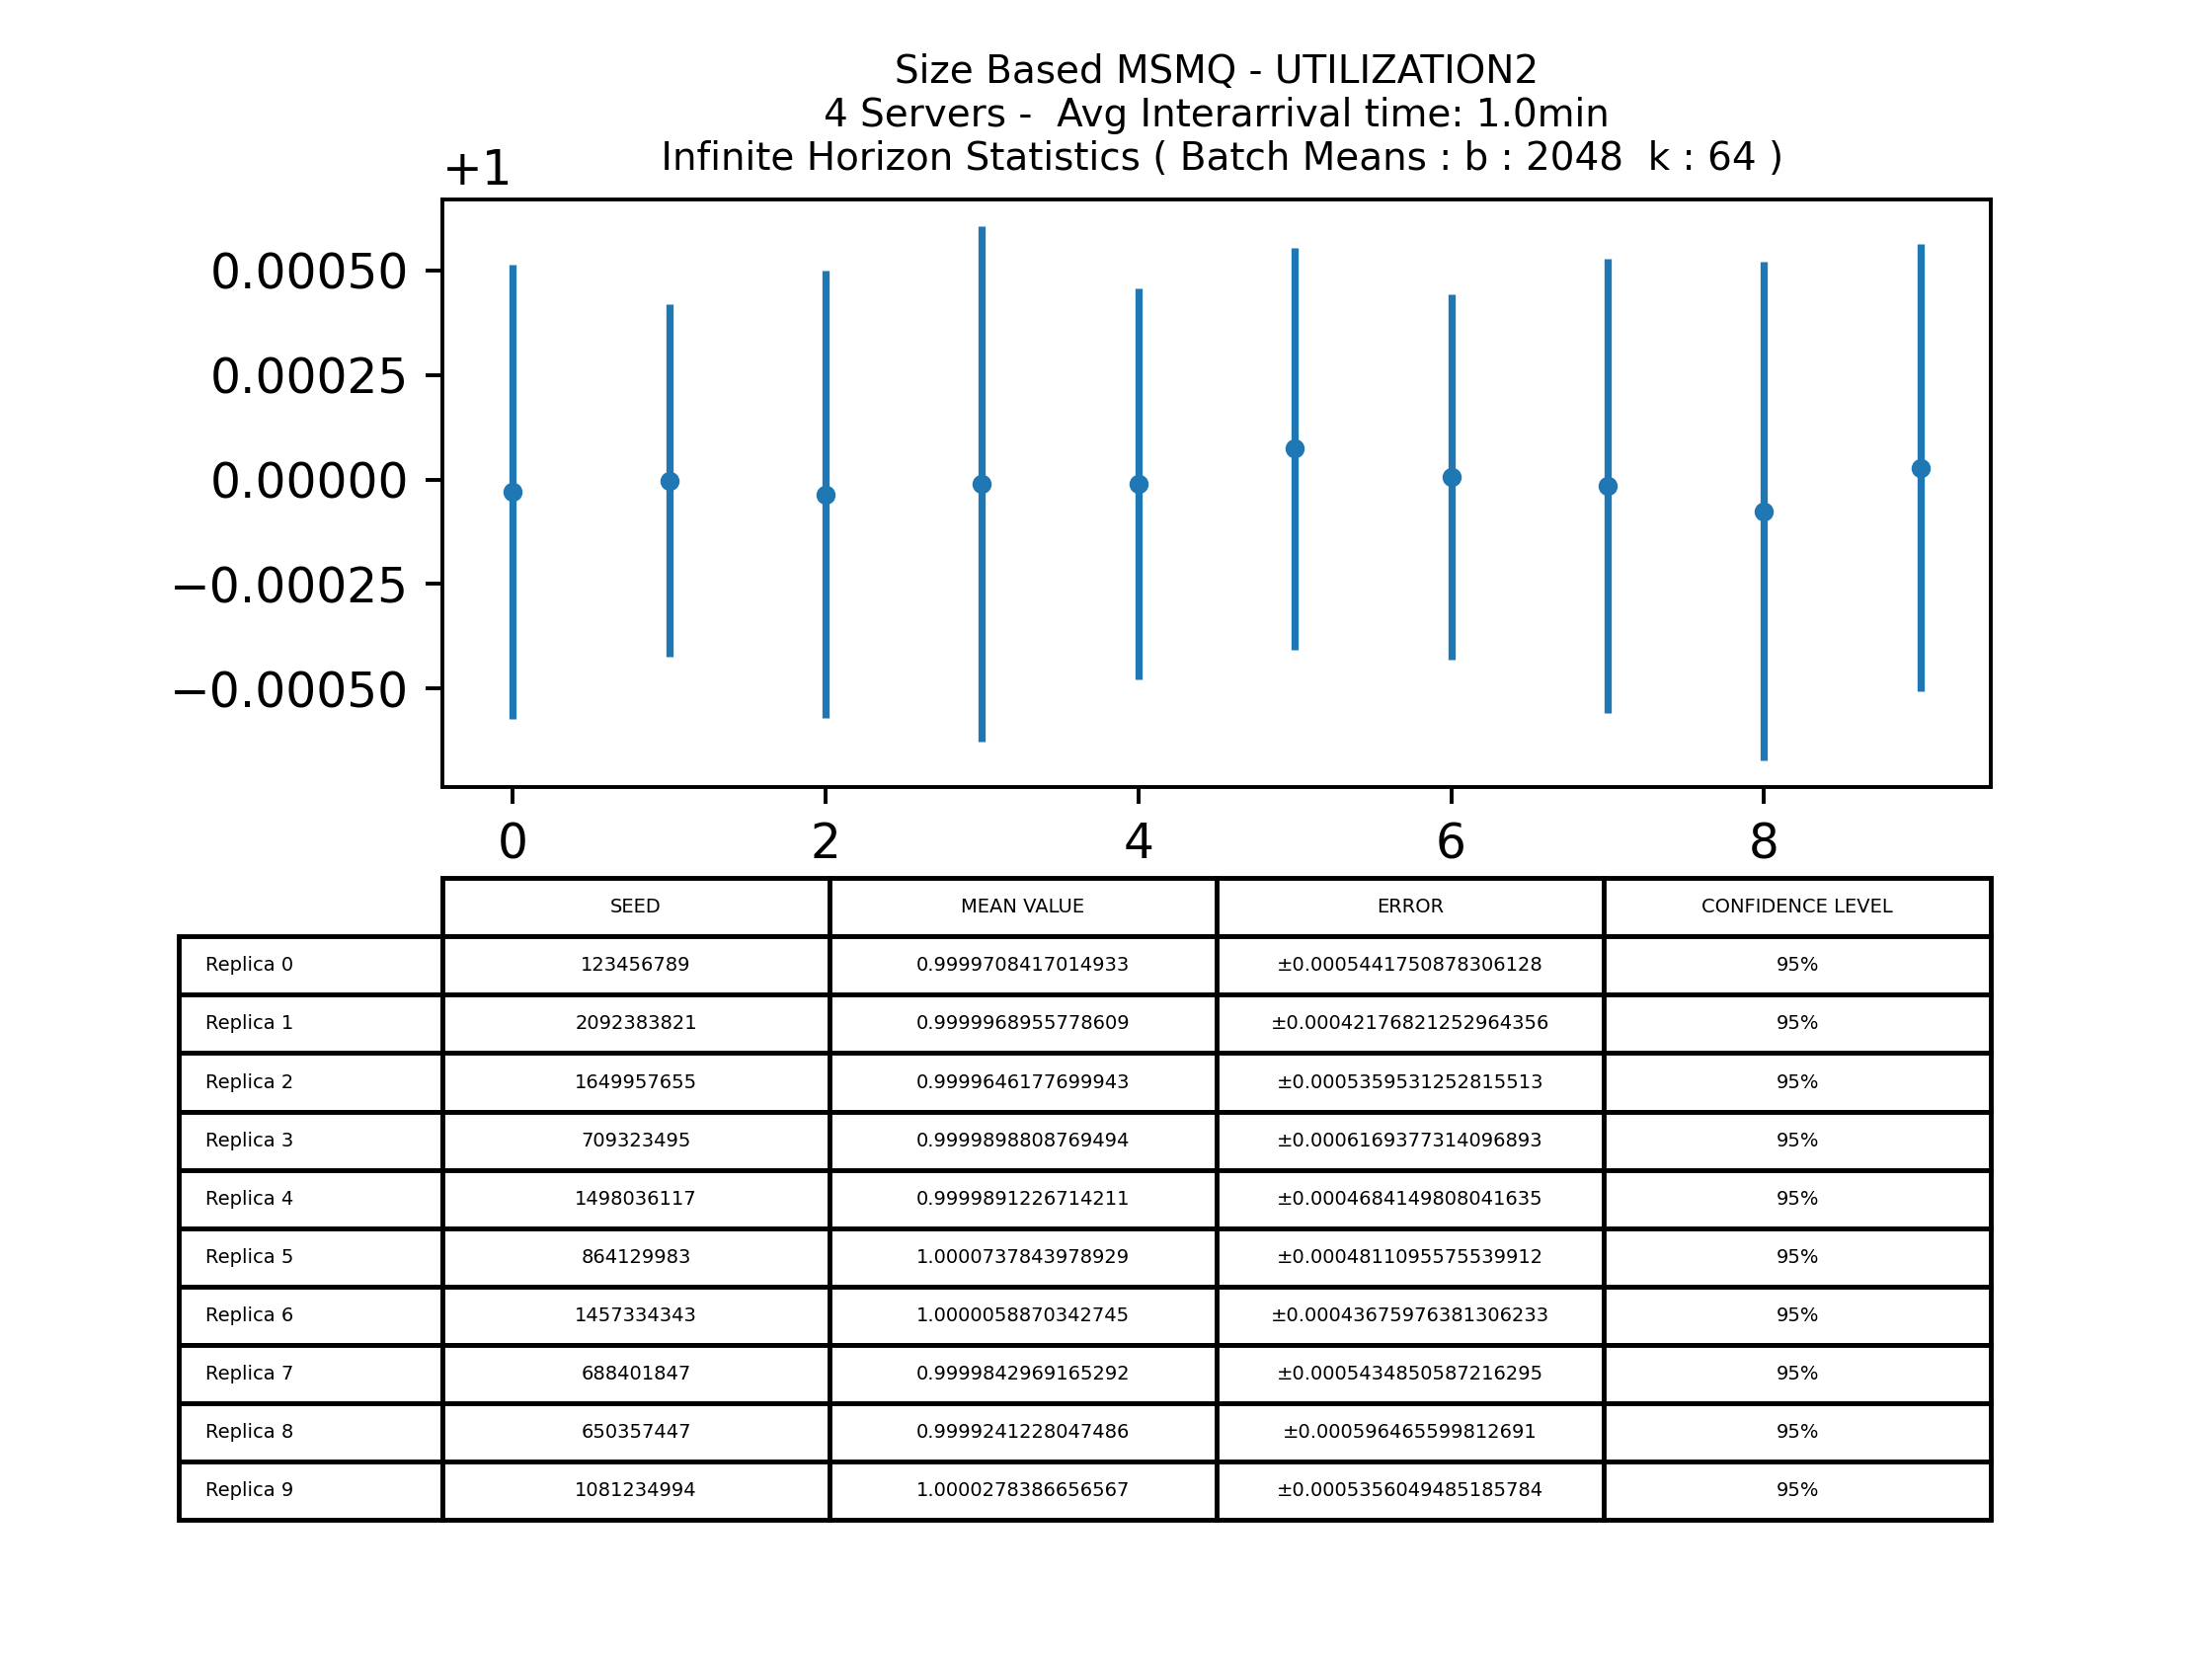 Size Based MSMQ - UTILIZATION2
4 Servers -  Avg Interarrival time: 1.0min
Infinite Horizon Statistics ( Batch Means : b : 2048  k : 64 )
+1
0.00050
0.00025
0.00000
−0.00025
−0.00050
0 2 4 6 8
SEED MEAN VALUE ERROR CONFIDENCE LEVEL
Replica 0 123456789 0.9999708417014933 ±0.0005441750878306128 95%
Replica 1 2092383821 0.9999968955778609 ±0.00042176821252964356 95%
Replica 2 1649957655 0.9999646177699943 ±0.0005359531252815513 95%
Replica 3 709323495 0.9999898808769494 ±0.0006169377314096893 95%
Replica 4 1498036117 0.9999891226714211 ±0.0004684149808041635 95%
Replica 5 864129983 1.0000737843978929 ±0.0004811095575539912 95%
Replica 6 1457334343 1.0000058870342745 ±0.00043675976381306233 95%
Replica 7 688401847 0.9999842969165292 ±0.0005434850587216295 95%
Replica 8 650357447 0.9999241228047486 ±0.000596465599812691 95%
Replica 9 1081234994 1.0000278386656567 ±0.0005356049485185784 95%